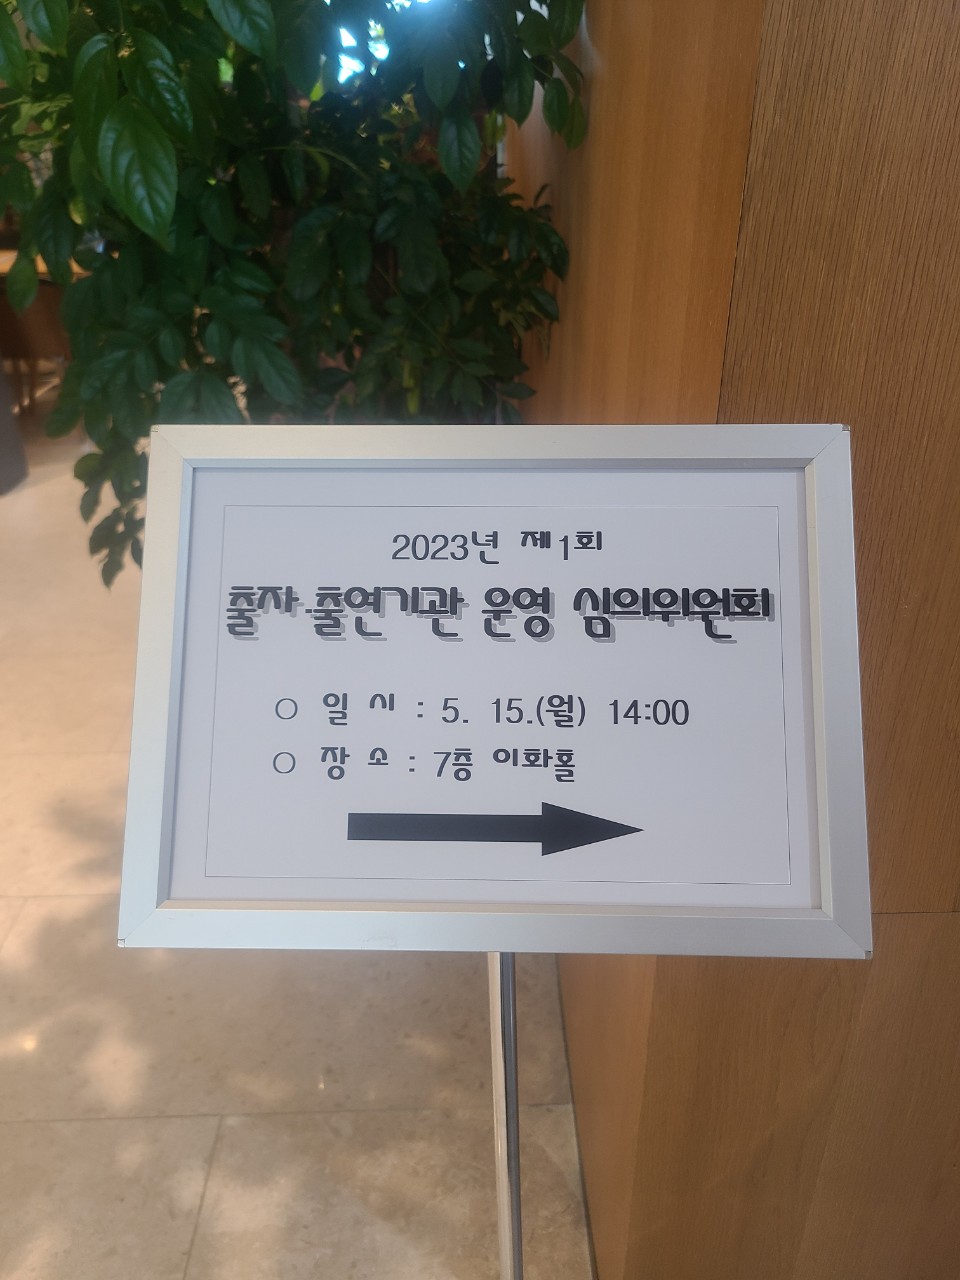 2023년 제1회
출자·출연기관 운영 심의위원회
○ 일 시 : 5. 15.(월) 14:00
○ 장 소 : 7층 이화홀